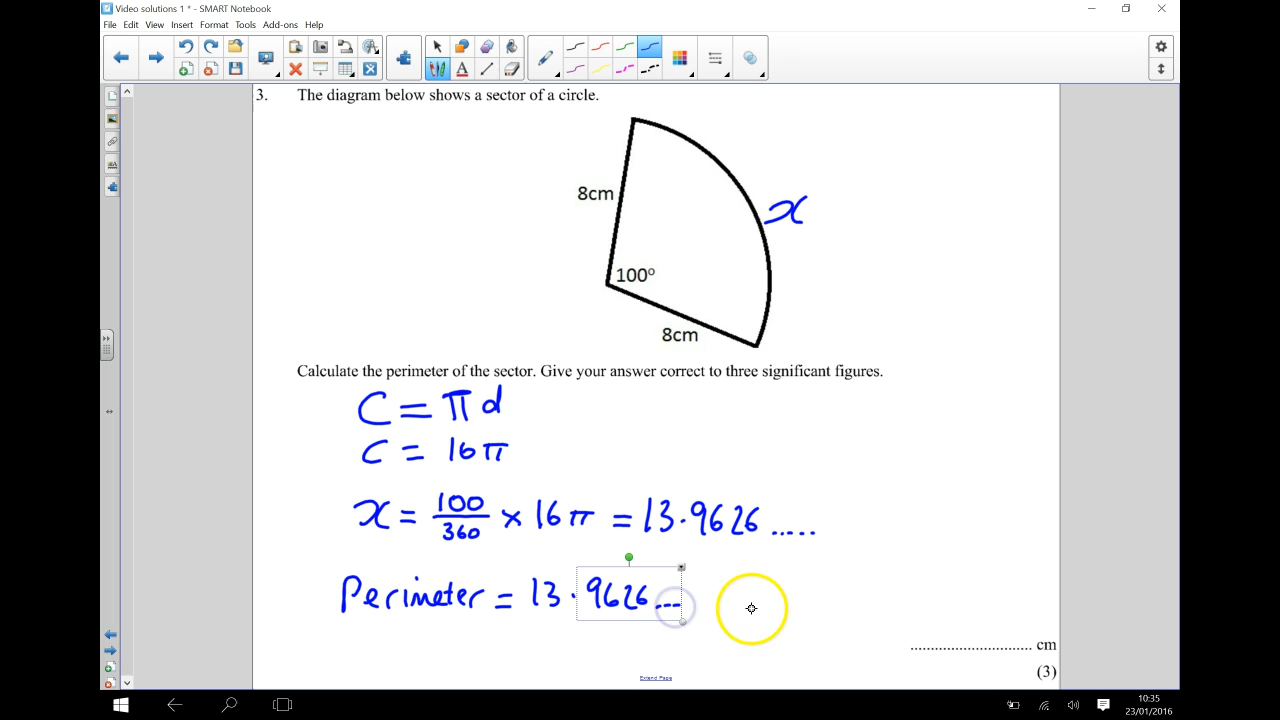 Video solutions 1 * - SMART Notebook
File Edit View Insert Format Tools Add-ons Help
3. The diagram below shows a sector of a circle.
8cm
x
100°
8cm
Calculate the perimeter of the sector. Give your answer correct to three significant figures.
C = πd
C = 16π
x = 100/360 × 16π = 13.9626.....
Perimeter = 13.9626...
.............................. cm
(3)
Extend Page
10:35
23/01/2016